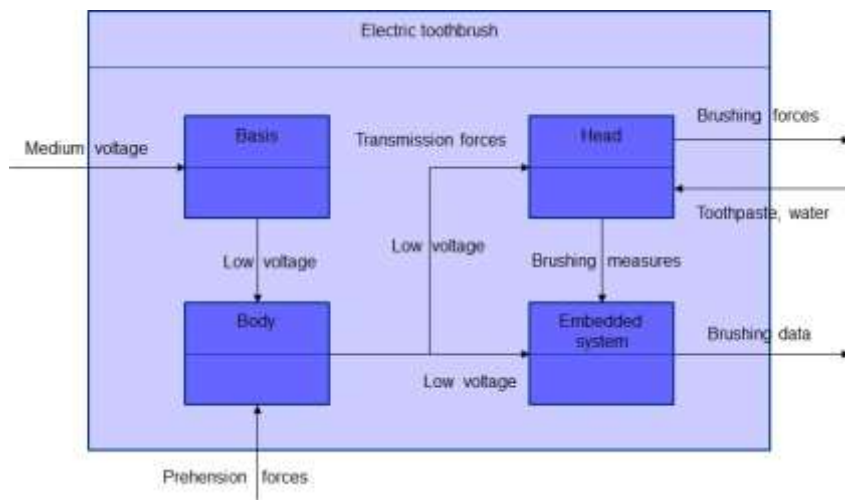 Electric toothbrush
Basis
Transmission forces
Head
Brushing forces
Medium voltage
Toothpaste, water
Low voltage
Low voltage
Brushing measures
Body
Embedded
system
Brushing data
Low voltage
Prehension forces